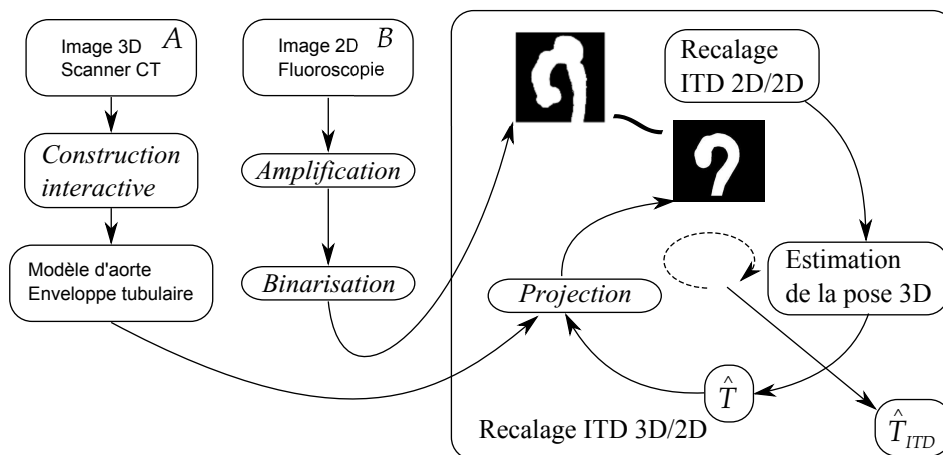 Image 3D
Scanner CT
A
Construction
interactive
Modèle d'aorte
Enveloppe tubulaire
Image 2D
Fluoroscopie
B
Amplification
Binarisation
Recalage
ITD 2D/2D
Projection
Estimation
de la pose 3D
T̂
Recalage ITD 3D/2D
T̂ITD